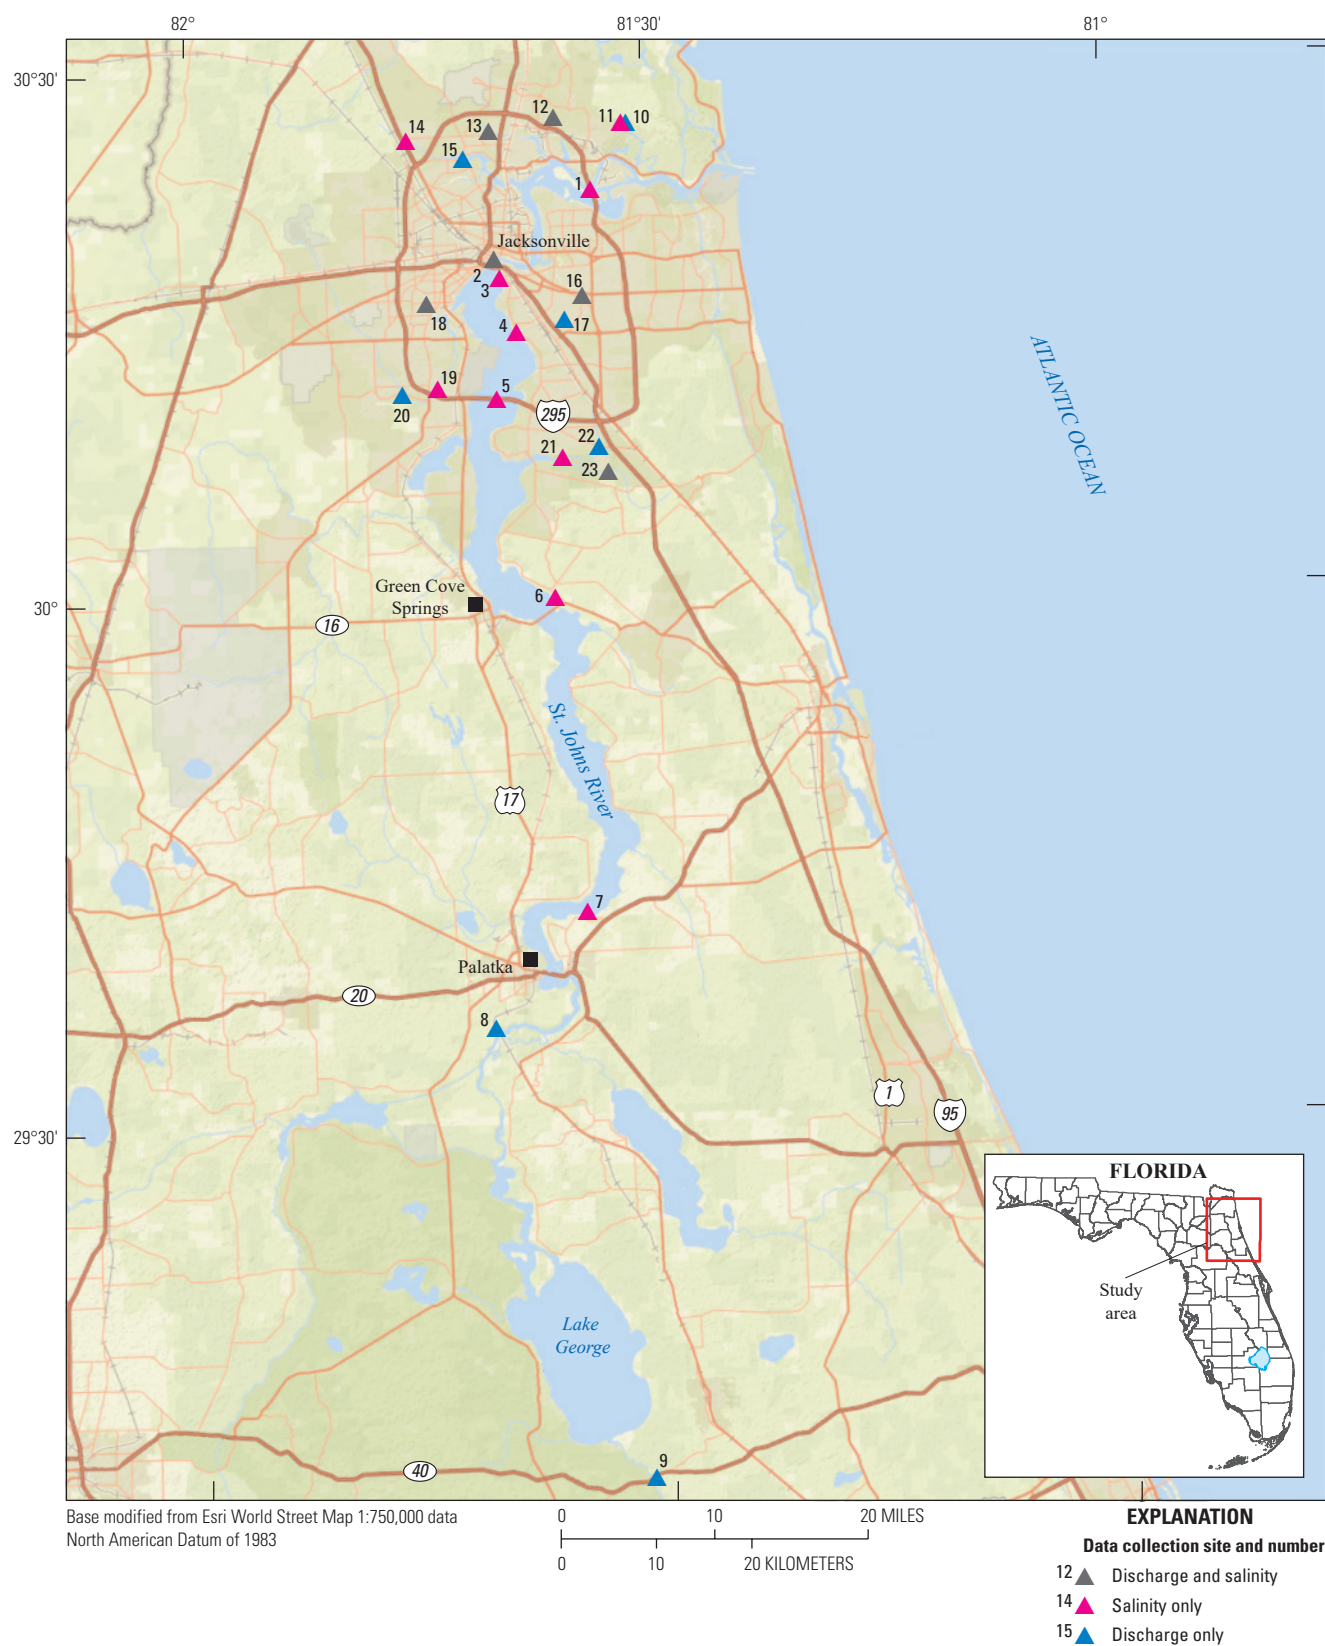 82°
81°30'
81°
30°30'
12
11
10
14
13
15
1
Jacksonville
2
3
16
17
18
4
ATLANTIC OCEAN
19
5
20
295
22
21
23
Green Cove
Springs
6
30°
16
St. Johns River
17
7
Palatka
20
8
1
95
29°30'
FLORIDA
Study
area
Lake
George
9
40
Base modified from Esri World Street Map 1:750,000 data
North American Datum of 1983
0 10 20 MILES
0 10 20 KILOMETERS
EXPLANATION
Data collection site and number
12 Discharge and salinity
14 Salinity only
15 Discharge only